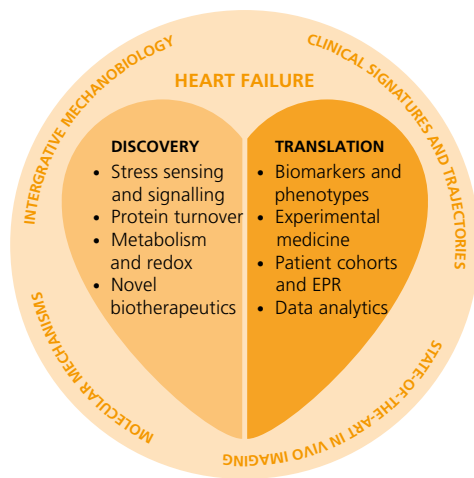 INTERGRATIVE MECHANOBIOLOGY
CLINICAL SIGNATURES AND TRAJECTORIES
HEART FAILURE
DISCOVERY
• Stress sensing
and signalling
• Protein turnover
• Metabolism
and redox
• Novel
biotherapeutics
TRANSLATION
• Biomarkers and
phenotypes
• Experimental
medicine
• Patient cohorts
and EPR
• Data analytics
MOLECULAR MECHANISMS
STATE-OF-THE-ART IN VIVO IMAGING